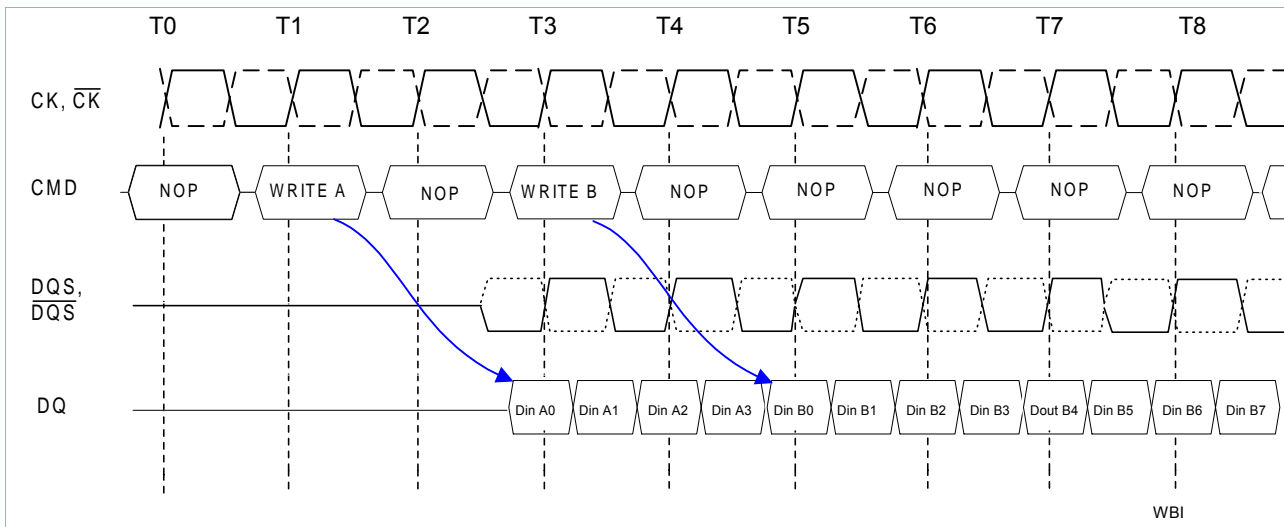 T0 T1 T2 T3 T4 T5 T6 T7 T8
CK, CK
CMD NOP WRITE A NOP WRITE B NOP NOP NOP NOP NOP
DQS,
DQS
DQ Din A0 Din A1 Din A2 Din A3 Din B0 Din B1 Din B2 Din B3 Dout B4 Din B5 Din B6 Din B7
WBI